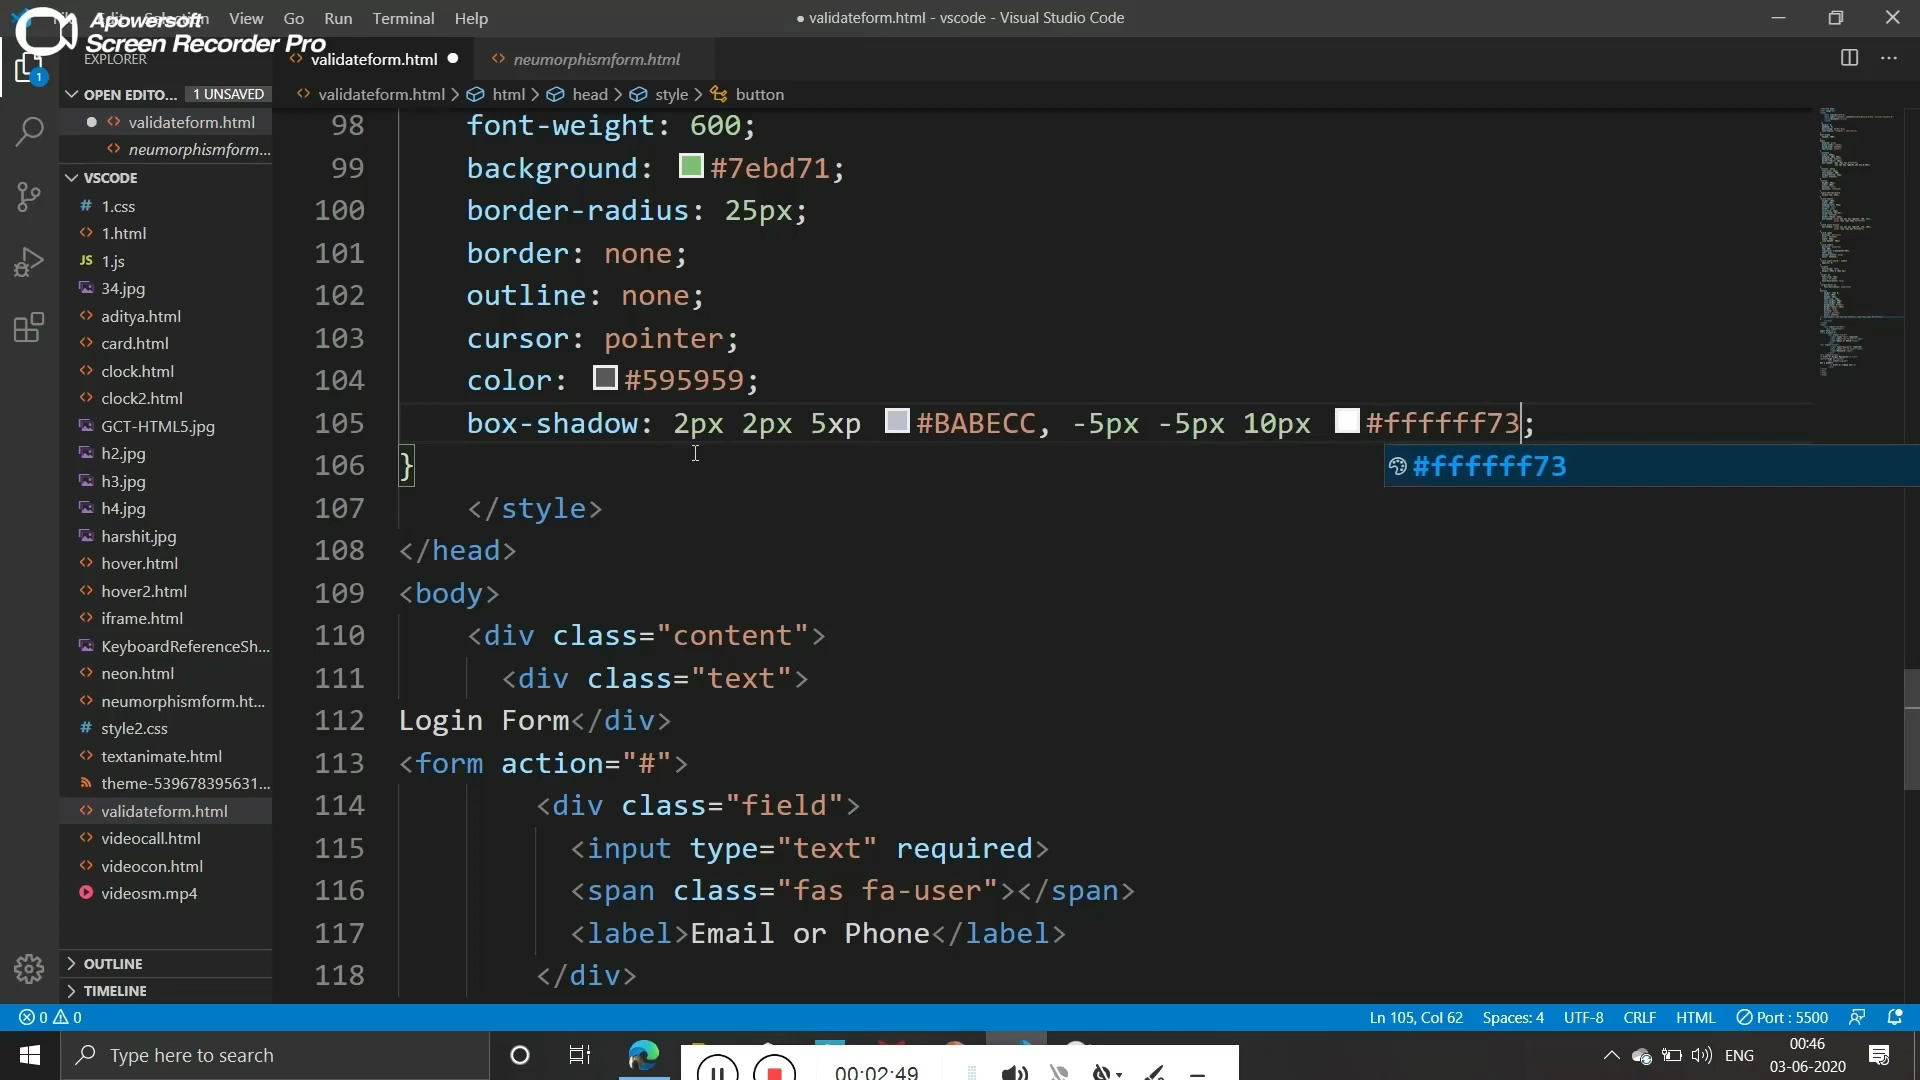 File Edit Selection View Go Run Terminal Help
● validateform.html - vscode - Visual Studio Code
Apowersoft
Screen Recorder Pro
EXPLORER
validateform.html
neumorphismform.html
OPEN EDITO... 1 UNSAVED
validateform.html
neumorphismform...
validateform.html > html > head > style > button
VSCODE
1.css
1.html
1.js
34.jpg
aditya.html
card.html
clock.html
clock2.html
GCT-HTML5.jpg
h2.jpg
h3.jpg
h4.jpg
harshit.jpg
hover.html
hover2.html
iframe.html
KeyboardReferenceSh...
neon.html
neumorphismform.ht...
style2.css
textanimate.html
theme-539678395631...
validateform.html
videocall.html
videocon.html
videosm.mp4
OUTLINE
TIMELINE
98 font-weight: 600;
99 background: #7ebd71;
100 border-radius: 25px;
101 border: none;
102 outline: none;
103 cursor: pointer;
104 color: #595959;
105 box-shadow: 2px 2px 5xp #BABECC, -5px -5px 10px #ffffff73;
#ffffff73
106 }
107 </style>
108 </head>
109 <body>
110 <div class="content">
111 <div class="text">
112 Login Form</div>
113 <form action="#">
114 <div class="field">
115 <input type="text" required>
116 <span class="fas fa-user"></span>
117 <label>Email or Phone</label>
118 </div>
0 0
Ln 105, Col 62 Spaces: 4 UTF-8 CRLF HTML Port : 5500
Type here to search
00:02:49
ENG
00:46
03-06-2020